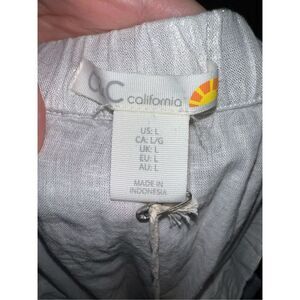 C california
US: L
CA: L/G
UK: L
EU: L
AU: L
MADE IN
INDONESIA